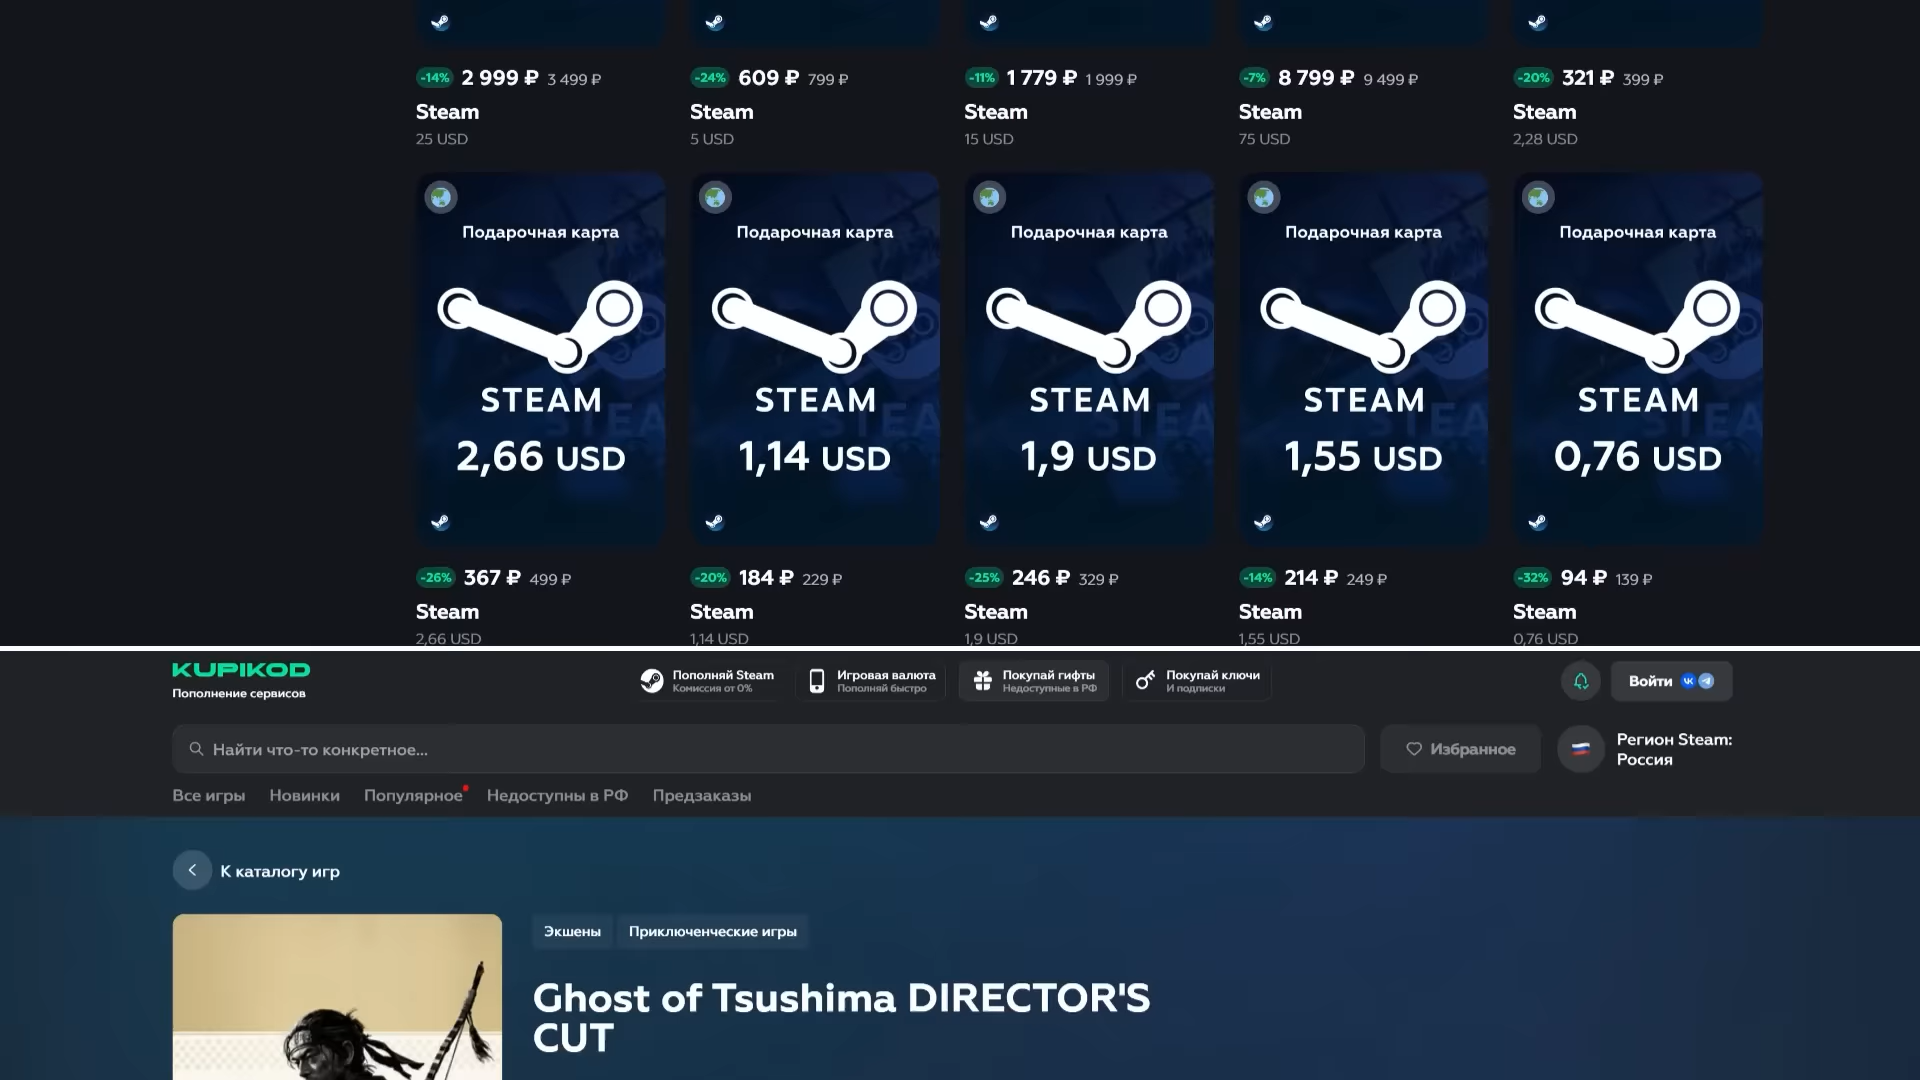 -14% 2 999 ₽ 3 499 ₽
-24% 609 ₽ 799 ₽
-11% 1 779 ₽ 1 999 ₽
-7% 8 799 ₽ 9 499 ₽
-20% 321 ₽ 399 ₽
Steam
Steam
Steam
Steam
Steam
25 USD
5 USD
15 USD
75 USD
2,28 USD
Подарочная карта
Подарочная карта
Подарочная карта
Подарочная карта
Подарочная карта
STEAM
STEAM
STEAM
STEAM
STEAM
2,66 USD
1,14 USD
1,9 USD
1,55 USD
0,76 USD
-26% 367 ₽ 499 ₽
-20% 184 ₽ 229 ₽
-25% 246 ₽ 329 ₽
-14% 214 ₽ 249 ₽
-32% 94 ₽ 139 ₽
Steam
Steam
Steam
Steam
Steam
2,66 USD
1,14 USD
1,9 USD
1,55 USD
0,76 USD
KUPIKOD
Пополнение сервисов
Пополняй Steam
Комиссия от 0%
Игровая валюта
Пополняй быстро
Покупай гифты
Недоступные в РФ
Покупай ключи
И подписки
Войти
Найти что-то конкретное...
Избранное
Регион Steam:
Россия
Все игры
Новинки
Популярное
Недоступны в РФ
Предзаказы
К каталогу игр
Экшены
Приключенческие игры
Ghost of Tsushima DIRECTOR'S
CUT